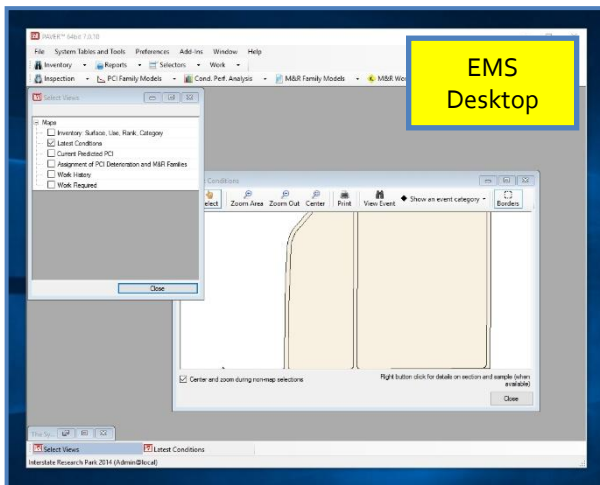 PAVER™ 64bit 7.0.10
File System Tables and Tools Preferences Add-Ins Window Help
Inventory Reports Selectors Work
Inspection PCI Family Models Cond. Perf. Analysis M&R Family Models M&R Wo
EMS
Desktop
Select Views
Maps
Inventory: Surface, Use, Rank, Category
Latest Conditions
Current Predicted PCI
Assignment of PCI Deterioration and M&R Families
Work History
Work Required
Close
Conditions
Select Zoom Area Zoom Out Center Print View Event Show an event category Borders
Center and zoom during non-map selections
Right button click for details on section and sample (when
available)
Close
The Sp...
Select Views Latest Conditions
Interstate Research Park 2014 (Admin@local)